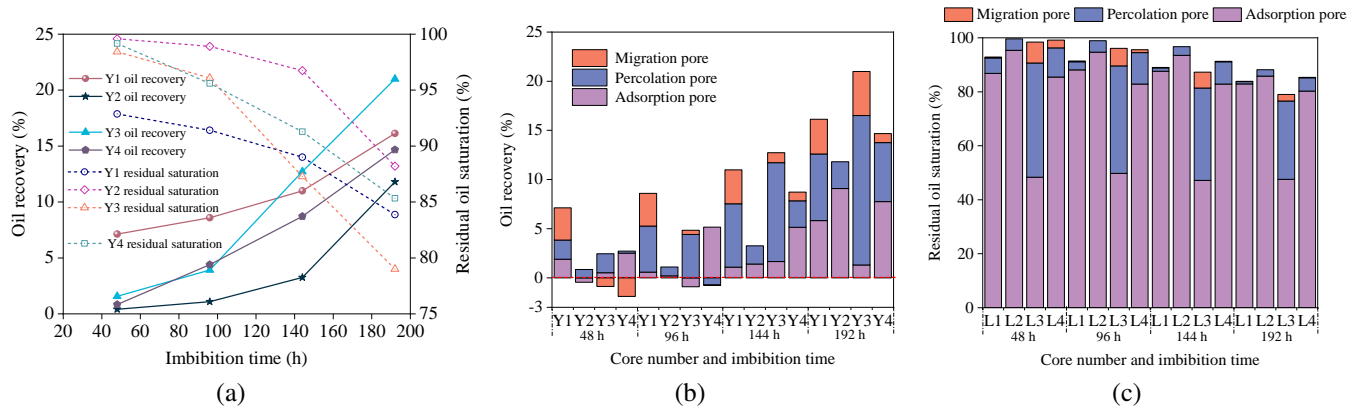 25
20
15
10
5
0
Oil recovery (%)
100
95
90
85
80
75
Residual oil saturation (%)
Y1 oil recovery
Y2 oil recovery
Y3 oil recovery
Y4 oil recovery
Y1 residual saturation
Y2 residual saturation
Y3 residual saturation
Y4 residual saturation
20 40 60 80 100 120 140 160 180 200
Imbibition time (h)
(a)
25
20
15
10
5
0
-3
Oil recovery (%)
Migration pore
Percolation pore
Adsorption pore
Y1 Y2 Y3 Y4 Y1 Y2 Y3 Y4 Y1 Y2 Y3 Y4 Y1 Y2 Y3 Y4
48 h 96 h 144 h 192 h
Core number and imbibition time
(b)
Migration pore Percolation pore Adsorption pore
100
80
60
40
20
0
Residual oil saturation (%)
L1 L2 L3 L4 L1 L2 L3 L4 L1 L2 L3 L4 L1 L2 L3 L4
48 h 96 h 144 h 192 h
Core number and imbibition time
(c)